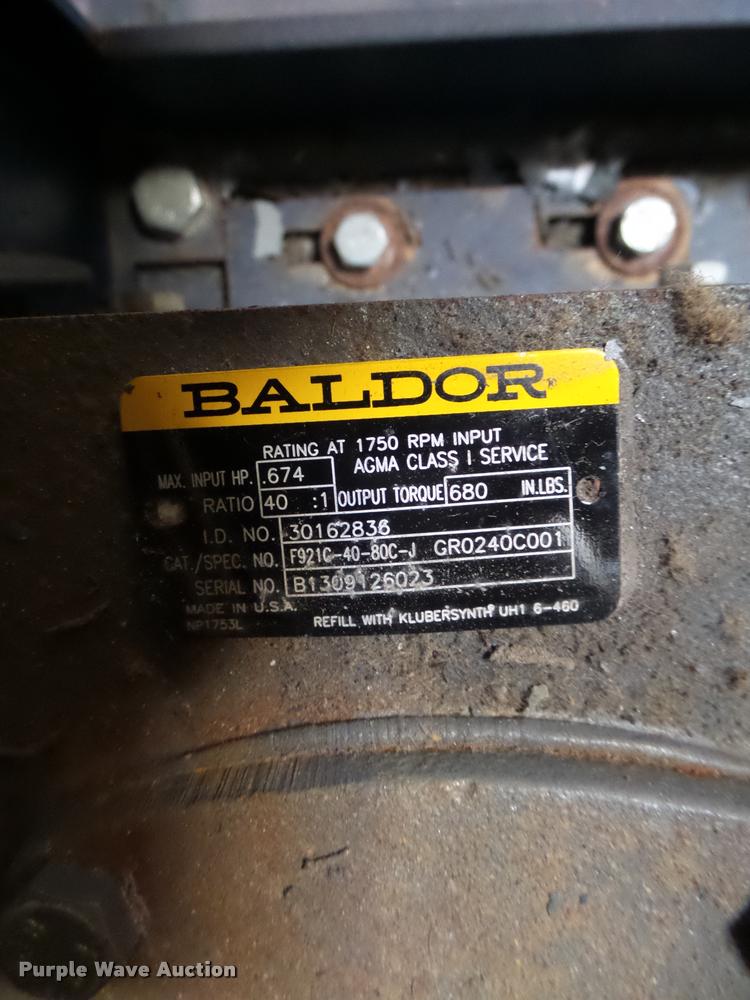 BALDOR®
RATING AT 1750 RPM INPUT
AGMA CLASS I SERVICE
MAX. INPUT HP. .674
RATIO 40 :1 OUTPUT TORQUE 680 IN.LBS.
I.D. NO. 30162836
CAT./SPEC. NO. F921C-40-80C-J GR0240C001
SERIAL NO. B1309126023
MADE IN U.S.A.
NP1753L REFILL WITH KLUBERSYNTH UH1 6-460
Purple Wave Auction